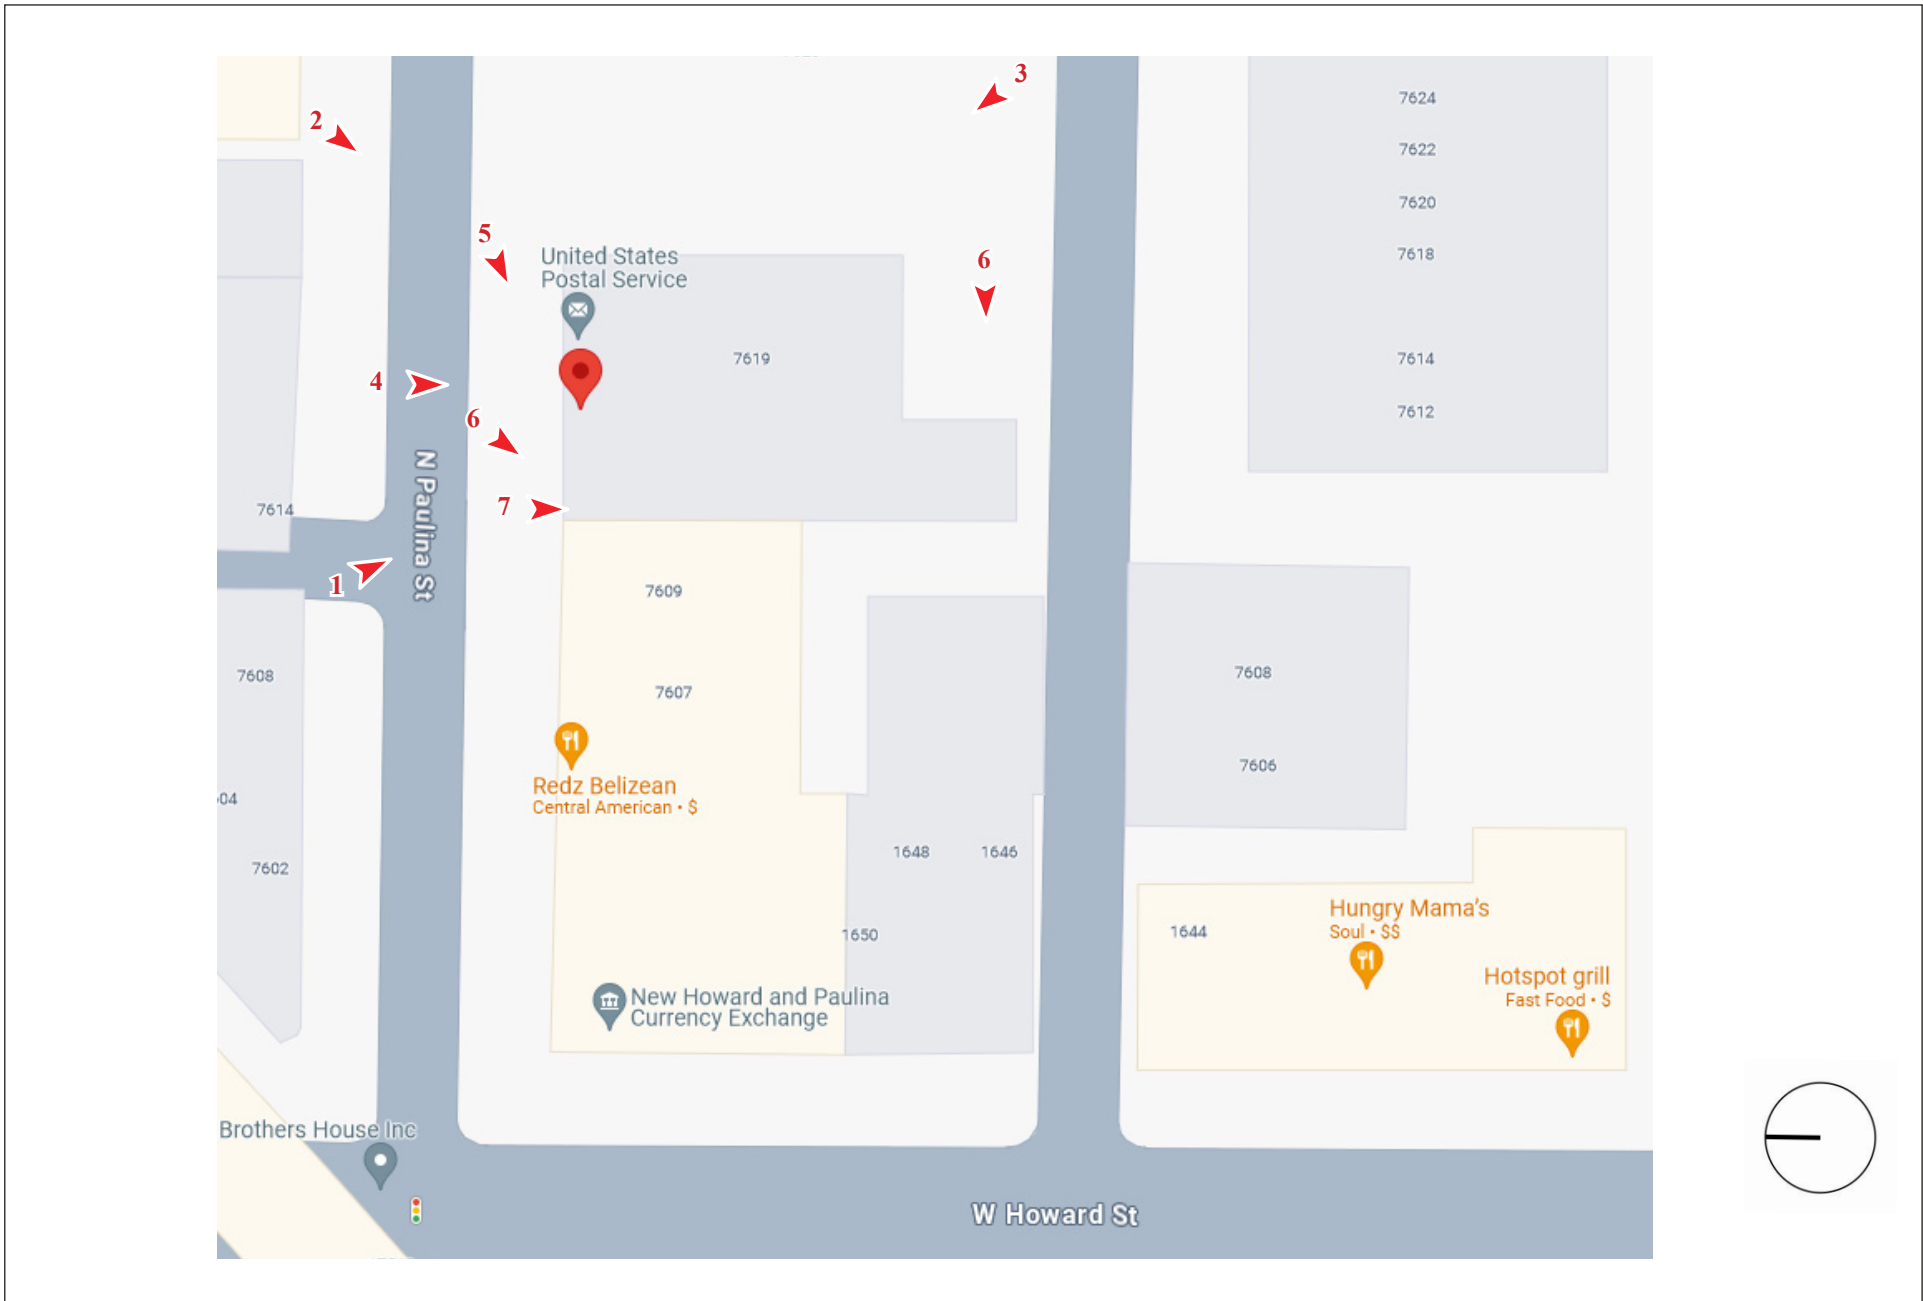 3
7624
2
7622
7620
5
United States
Postal Service
7618
6
7619
7614
4
7612
6
N Paulina St
7
7614
1
7609
7608
7608
7607
7606
Redz Belizean
Central American • $
04
7602
1648
1646
1650
1644
Hungry Mama's
Soul • $$
Hotspot grill
Fast Food • $
New Howard and Paulina
Currency Exchange
Brothers House Inc
W Howard St